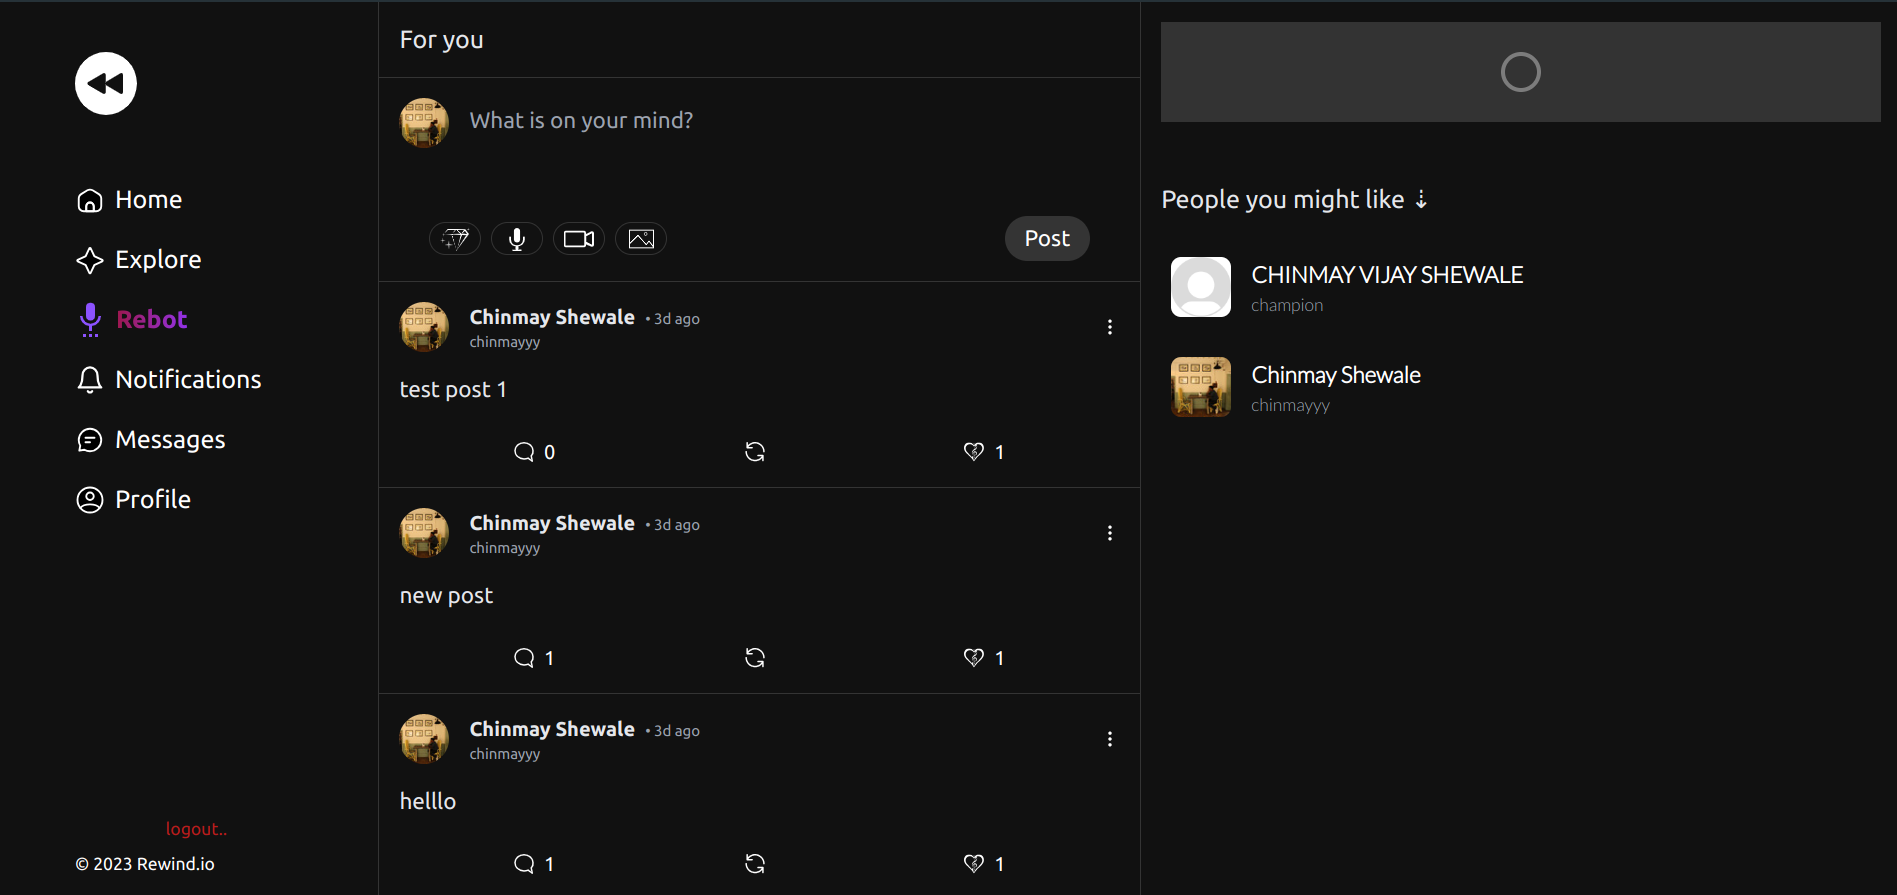 Home
Explore
Rebot
Notifications
Messages
Profile
logout..
© 2023 Rewind.io
For you
What is on your mind?
Post
Chinmay Shewale • 3d ago
chinmayyy
test post 1
0 1
Chinmay Shewale • 3d ago
chinmayyy
new post
1 1
Chinmay Shewale • 3d ago
chinmayyy
helllo
1 1
People you might like ⇣
CHINMAY VIJAY SHEWALE
champion
Chinmay Shewale
chinmayyy